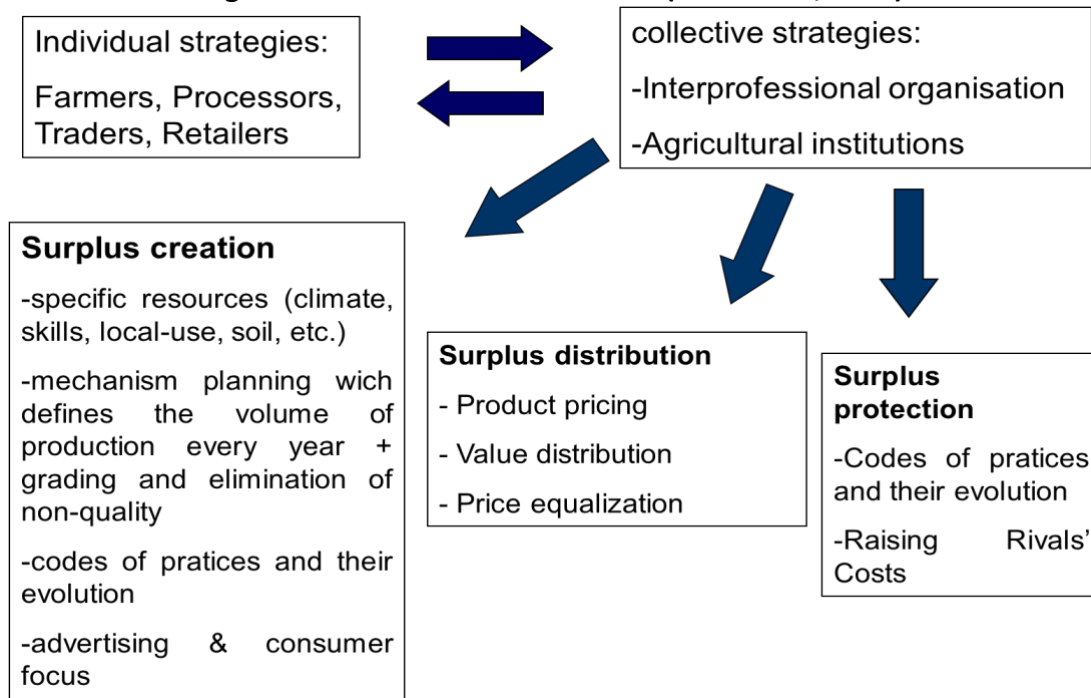 Individual strategies:
Farmers, Processors,
Traders, Retailers
collective strategies:
-Interprofessional organisation
-Agricultural institutions
Surplus creation
-specific resources (climate,
skills, local-use, soil, etc.)
-mechanism planning wich
defines the volume of
production every year +
grading and elimination of
non-quality
-codes of pratices and their
evolution
-advertising & consumer
focus
Surplus distribution
- Product pricing
- Value distribution
- Price equalization
Surplus
protection
-Codes of pratices
and their evolution
-Raising Rivals'
Costs